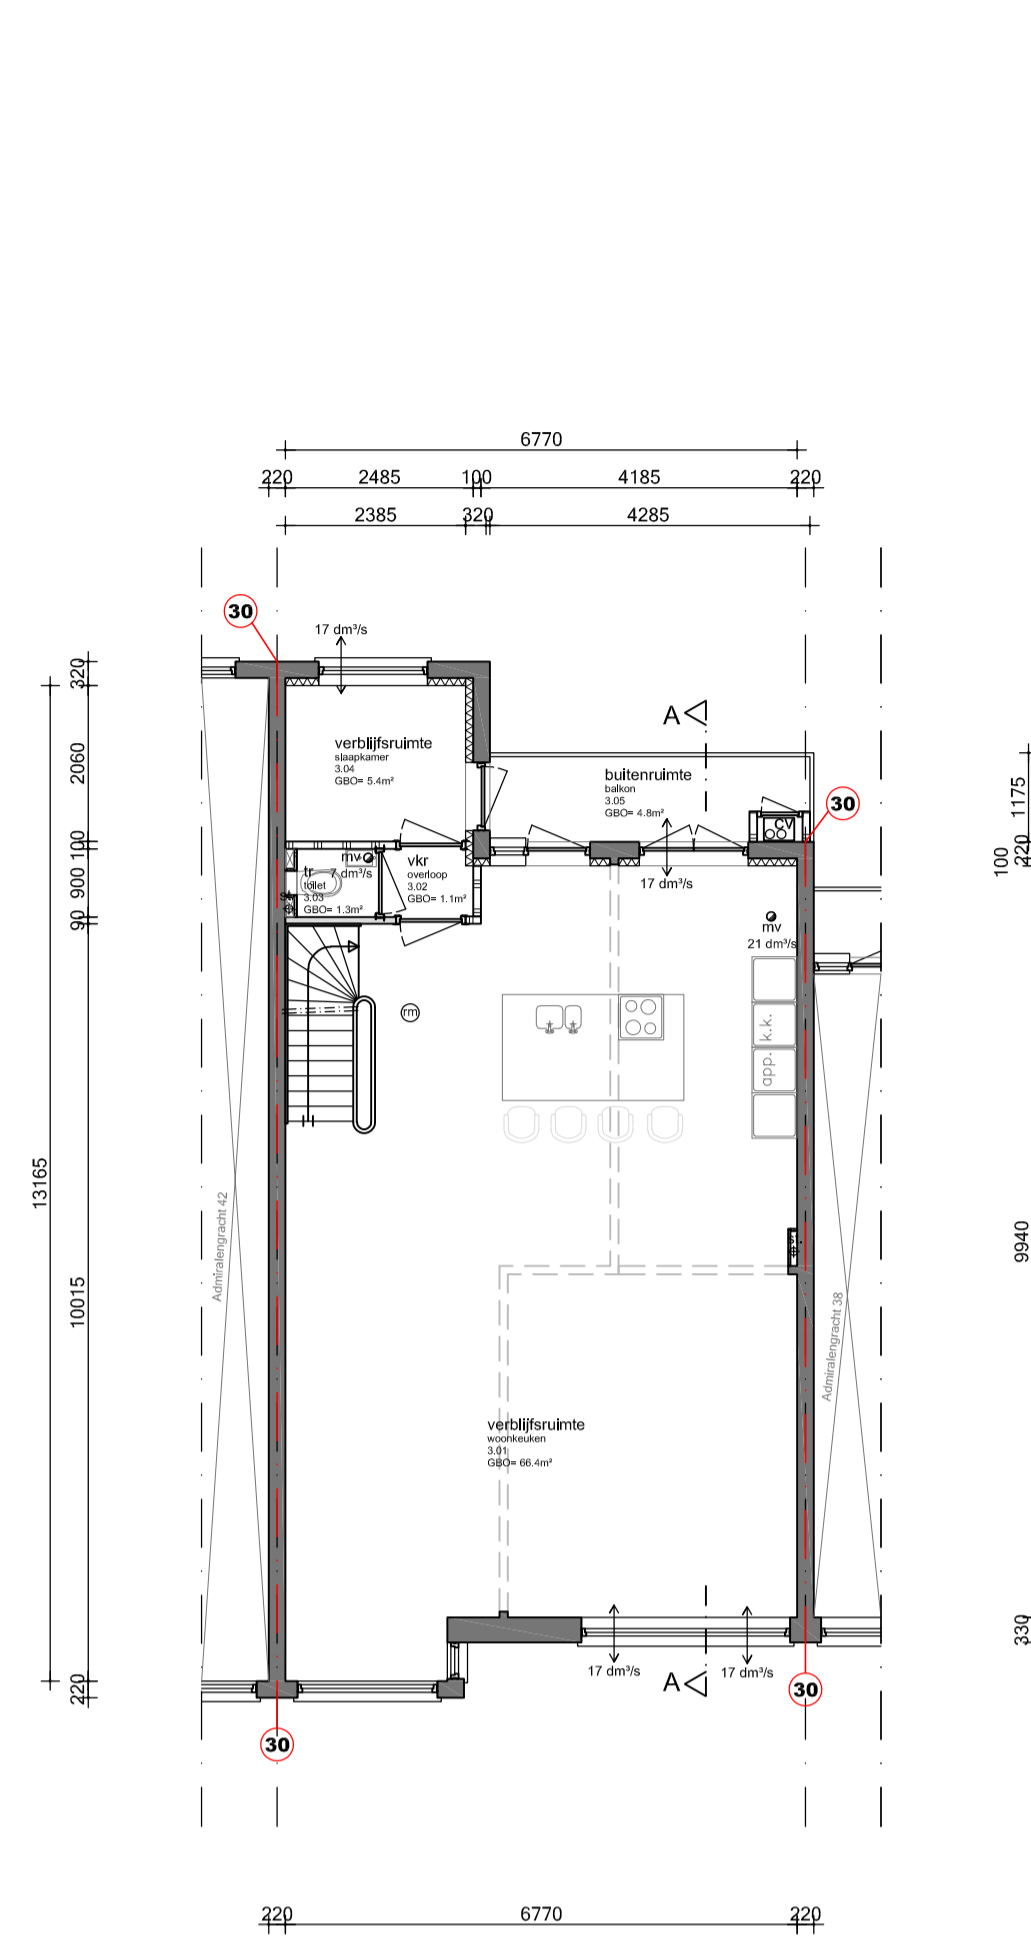 6770
220 2485 100 4185 220
2385 320 4285
30
17 dm³/s
320
A
verblijfsruimte
slaapkamer
3.04
GBO= 5.4m²
2060
buitenruimte
balkon
3.05
GBO= 4.8m²
1175
30
cv
100
220
100
mv
7 dm³/s
vkr
overloop
3.02
GBO= 1.1m²
tr
toilet
3.03
GBO= 1.3m²
900
17 dm³/s
90
mv
21 dm³/s
rm
app. k.k.
13165
Admiralengracht 42
10015
9940
Admiralengracht 38
verblijfsruimte
woonkeuken
3.01
GBO= 66.4m²
330
17 dm³/s
17 dm³/s
A
220
30
30
220 6770 220